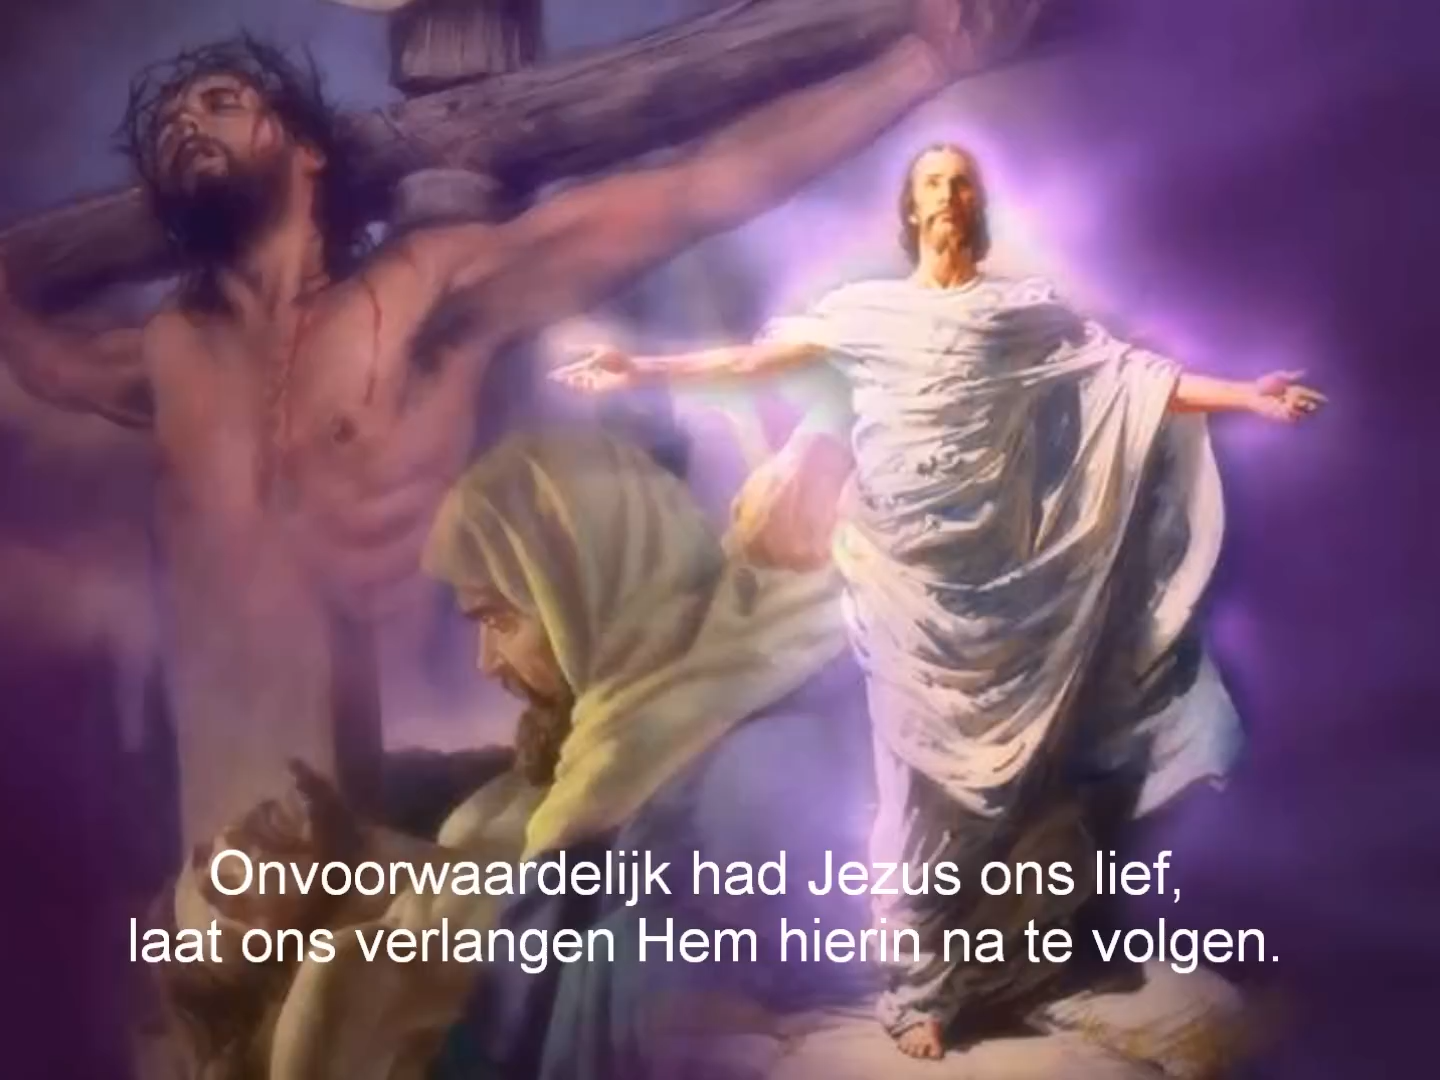 Onvoorwaardelijk had Jezus ons lief,
laat ons verlangen Hem hierin na te volgen.